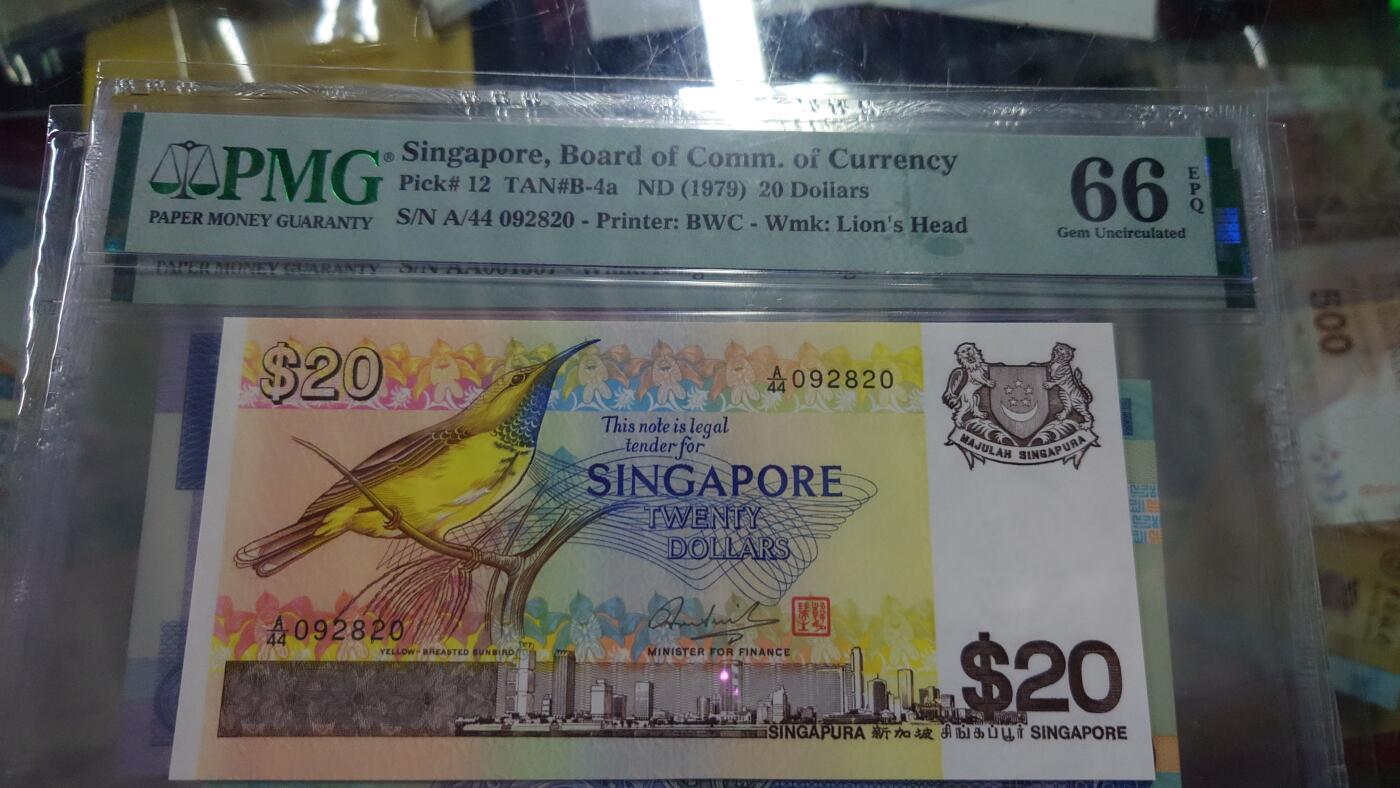 PMG®
PAPER MONEY GUARANTY
Singapore, Board of Comm. of Currency
Pick# 12 TAN#B-4a ND (1979) 20 Dollars
S/N A/44 092820 - Printer: BWC - Wmk: Lion's Head
66
EPQ
Gem Uncirculated
PAPER MONEY GUARANTY
$20
A/44 092820
This note is legal
tender for
SINGAPORE
TWENTY
DOLLARS
MAJULAH SINGAPURA
A/44 092820
YELLOW-BREASTED SUNBIRD
MINISTER FOR FINANCE
$20
SINGAPURA 新加坡 சிங்கப்பூர் SINGAPORE
500